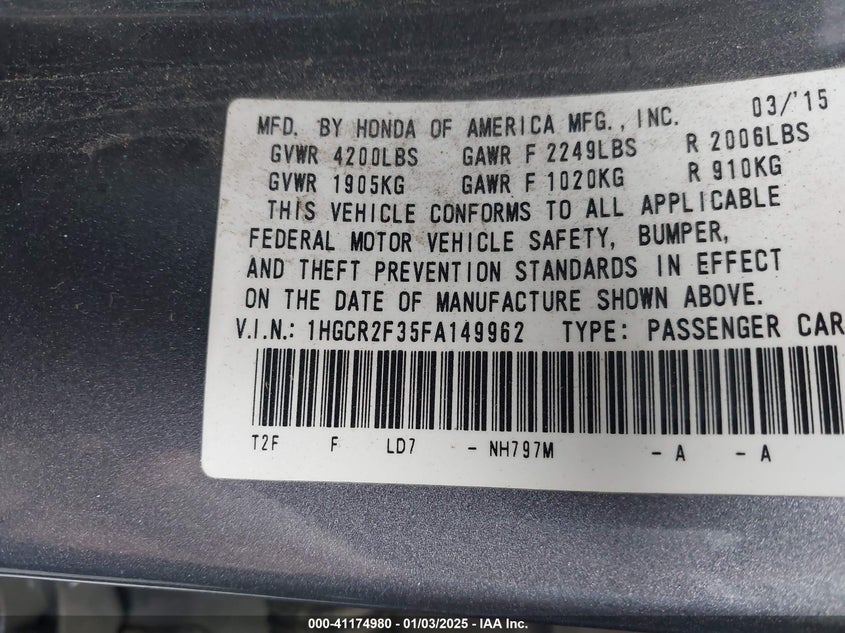 MFD. BY HONDA OF AMERICA MFG., INC. 03/'15
GVWR 4200LBS GAWR F 2249LBS R 2006LBS
GVWR 1905KG GAWR F 1020KG R 910KG
THIS VEHICLE CONFORMS TO ALL APPLICABLE
FEDERAL MOTOR VEHICLE SAFETY, BUMPER,
AND THEFT PREVENTION STANDARDS IN EFFECT
ON THE DATE OF MANUFACTURE SHOWN ABOVE.
V.I.N.: 1HGCR2F35FA149962 TYPE: PASSENGER CAR
T2F F LD7 - NH797M - A - A
000-41174980 - 01/03/2025 - IAA Inc.